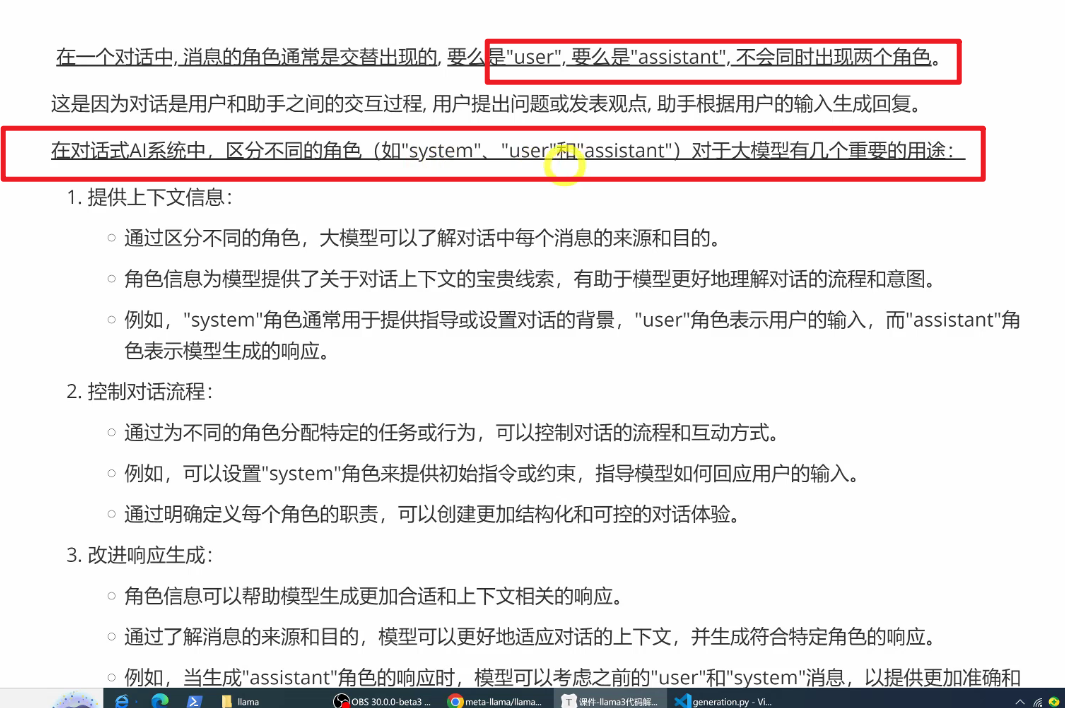 在一个对话中, 消息的角色通常是交替出现的, 要么是"user", 要么是"assistant", 不会同时出现两个角色。
这是因为对话是用户和助手之间的交互过程, 用户提出问题或发表观点, 助手根据用户的输入生成回复。
在对话式AI系统中，区分不同的角色（如"system"、"user"和"assistant"）对于大模型有几个重要的用途：
1. 提供上下文信息：
○ 通过区分不同的角色，大模型可以了解对话中每个消息的来源和目的。
○ 角色信息为模型提供了关于对话上下文的宝贵线索，有助于模型更好地理解对话的流程和意图。
○ 例如，"system"角色通常用于提供指导或设置对话的背景，"user"角色表示用户的输入，而"assistant"角
色表示模型生成的响应。
2. 控制对话流程：
○ 通过为不同的角色分配特定的任务或行为，可以控制对话的流程和互动方式。
○ 例如，可以设置"system"角色来提供初始指令或约束，指导模型如何回应用户的输入。
○ 通过明确定义每个角色的职责，可以创建更加结构化和可控的对话体验。
3. 改进响应生成：
○ 角色信息可以帮助模型生成更加合适和上下文相关的响应。
○ 通过了解消息的来源和目的，模型可以更好地适应对话的上下文，并生成符合特定角色的响应。
○ 例如，当生成"assistant"角色的响应时，模型可以考虑之前的"user"和"system"消息，以提供更加准确和
llama OBS 30.0.0-beta3 ... meta-llama/llama... 课件-llama3代码解... generation.py - Vi...